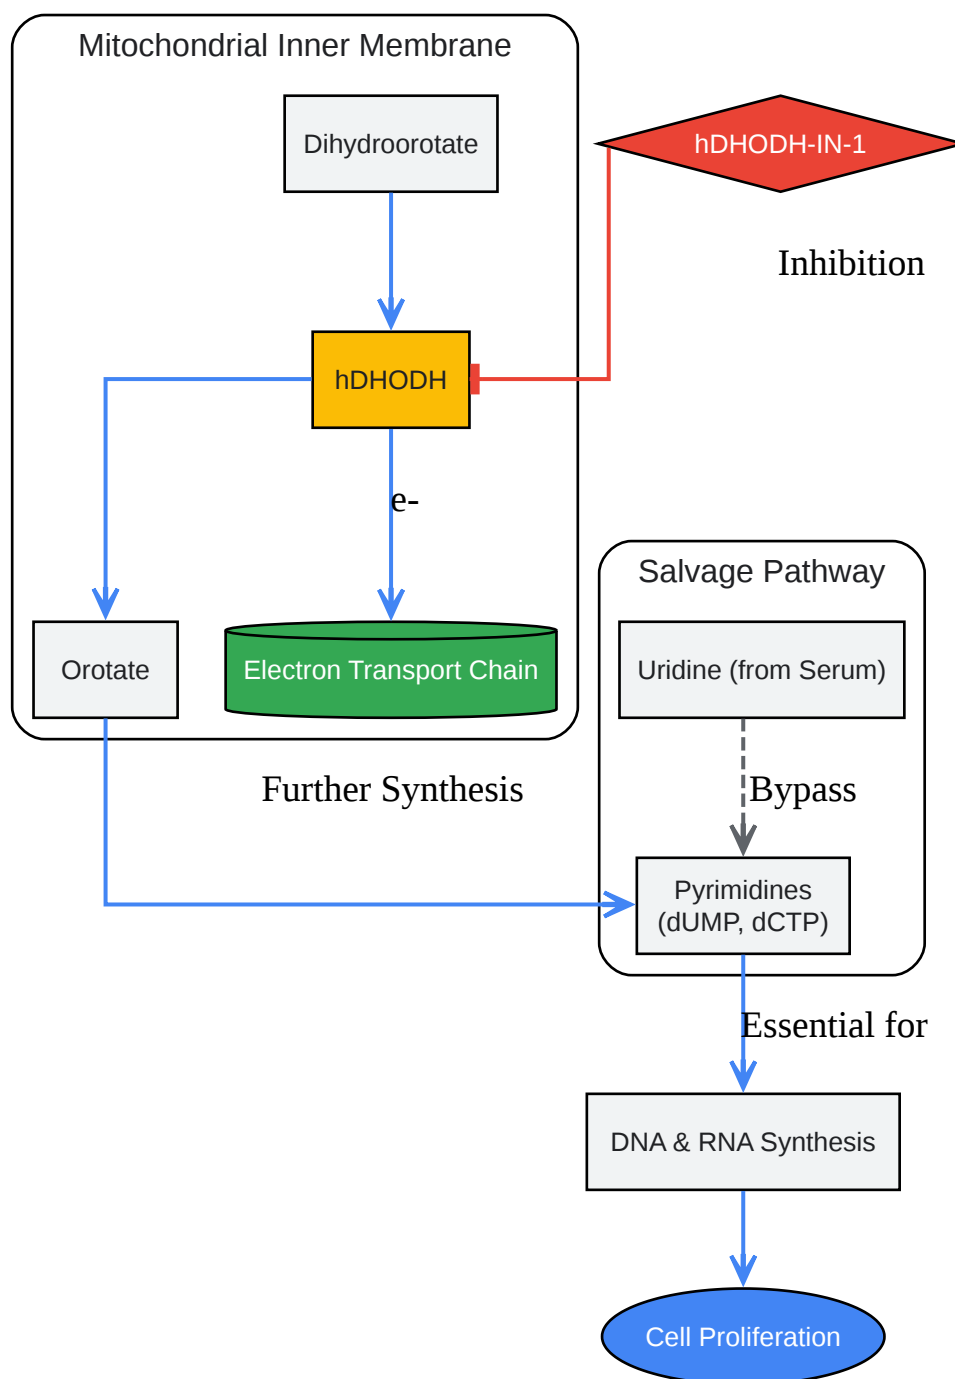 Mitochondrial Inner Membrane
Dihydroorotate
hDHODH-IN-1
Inhibition
hDHODH
e-
Salvage Pathway
Orotate
Electron Transport Chain
Uridine (from Serum)
Further Synthesis
Bypass
Pyrimidines
(dUMP, dCTP)
Essential for
DNA & RNA Synthesis
Cell Proliferation